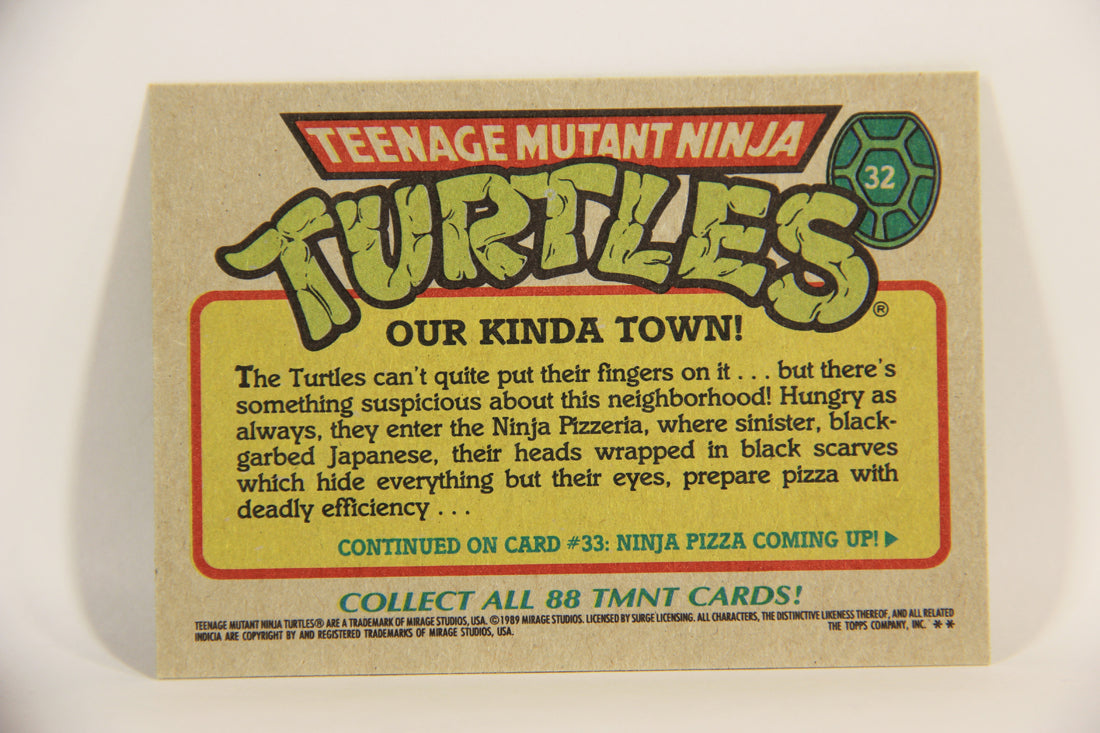 TEENAGE MUTANT NINJA
TURTLES®
32
OUR KINDA TOWN!
The Turtles can't quite put their fingers on it . . . but there's
something suspicious about this neighborhood! Hungry as
always, they enter the Ninja Pizzeria, where sinister, black-
garbed Japanese, their heads wrapped in black scarves
which hide everything but their eyes, prepare pizza with
deadly efficiency . . .
CONTINUED ON CARD #33: NINJA PIZZA COMING UP!
COLLECT ALL 88 TMNT CARDS!
TEENAGE MUTANT NINJA TURTLES® ARE A TRADEMARK OF MIRAGE STUDIOS, USA. ©1989 MIRAGE STUDIOS. LICENSED BY SURGE LICENSING. ALL CHARACTERS, THE DISTINCTIVE LIKENESS THEREOF, AND ALL RELATED
INDICIA ARE COPYRIGHT BY AND REGISTERED TRADEMARKS OF MIRAGE STUDIOS, USA. THE TOPPS COMPANY, INC. * *